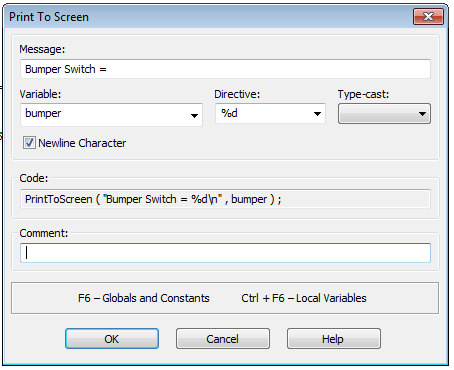 Print To Screen
Message:
Bumper Switch =
Variable:
Directive:
Type-cast:
bumper
%d
Newline Character
Code:
PrintToScreen ( "Bumper Switch = %d\n" , bumper ) ;
Comment:
F6 – Globals and Constants
Ctrl + F6 – Local Variables
OK
Cancel
Help